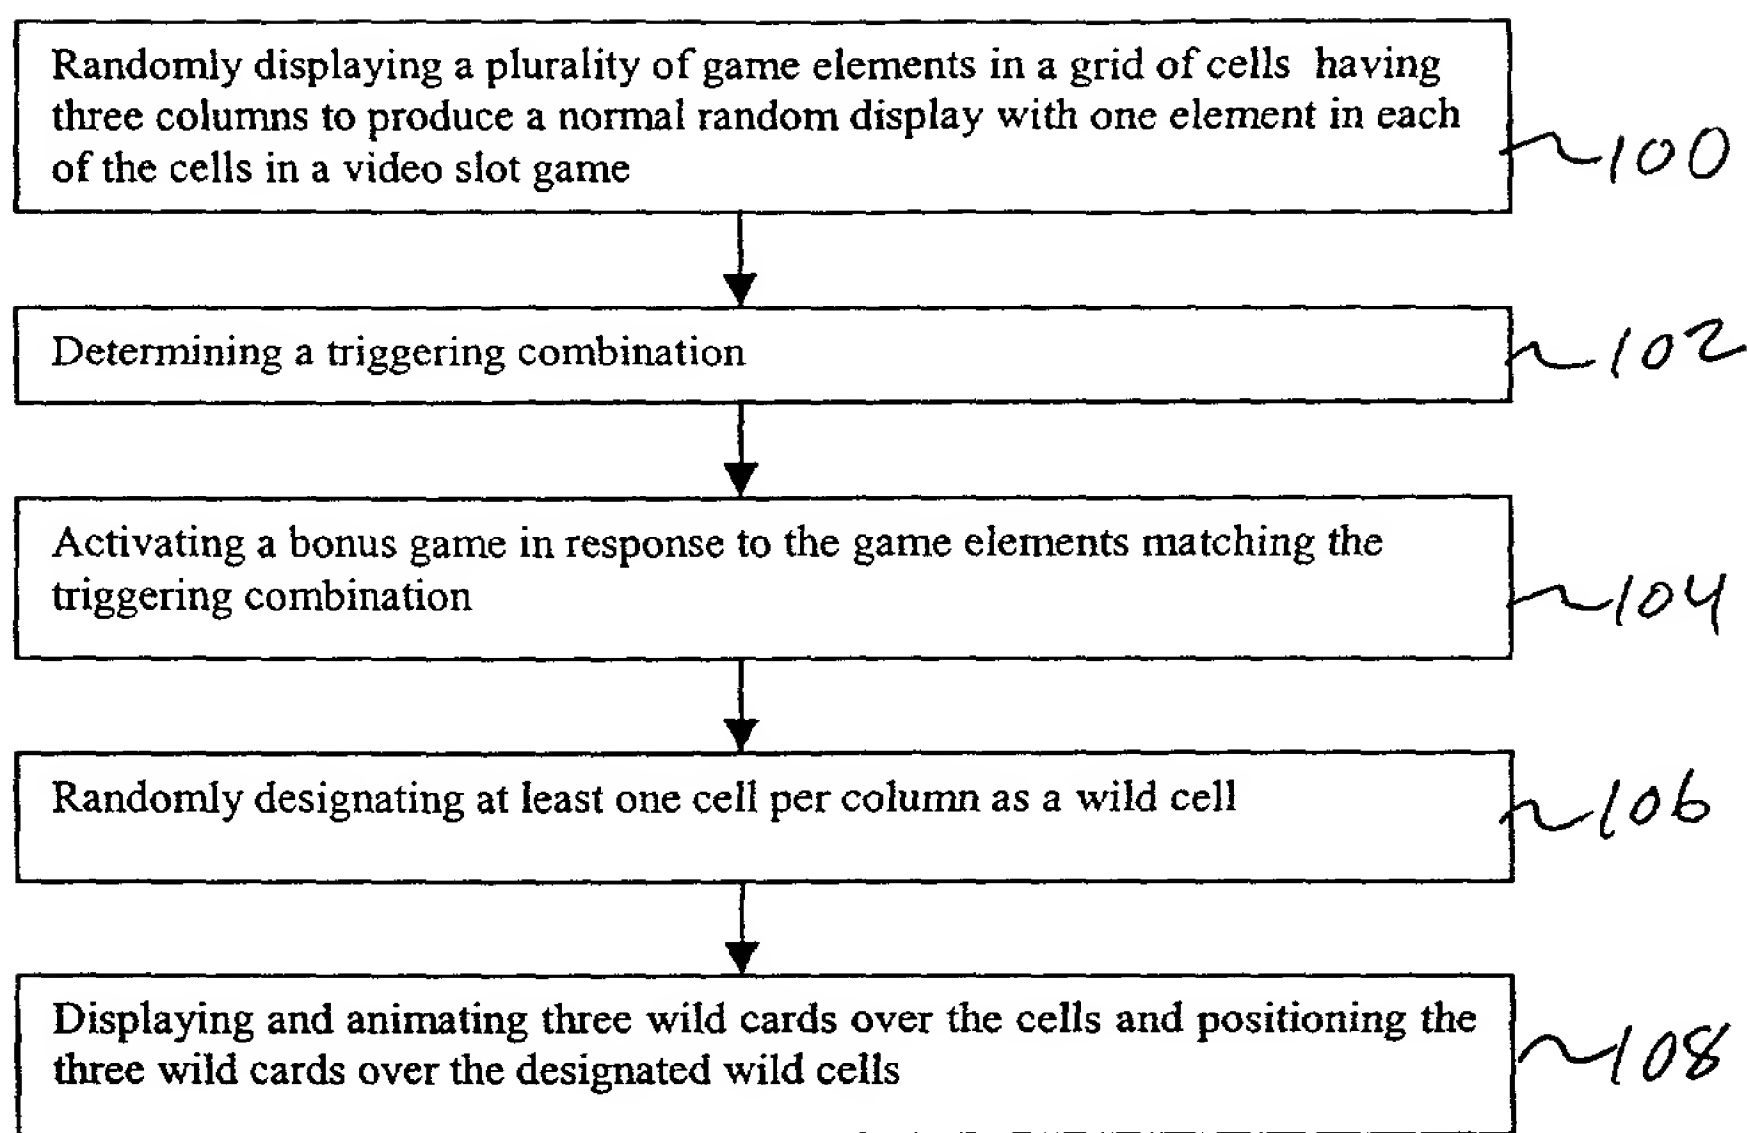 Randomly displaying a plurality of game elements in a grid of cells having
three columns to produce a normal random display with one element in each
of the cells in a video slot game
100
Determining a triggering combination
102
Activating a bonus game in response to the game elements matching the
triggering combination
104
Randomly designating at least one cell per column as a wild cell
106
Displaying and animating three wild cards over the cells and positioning the
three wild cards over the designated wild cells
108